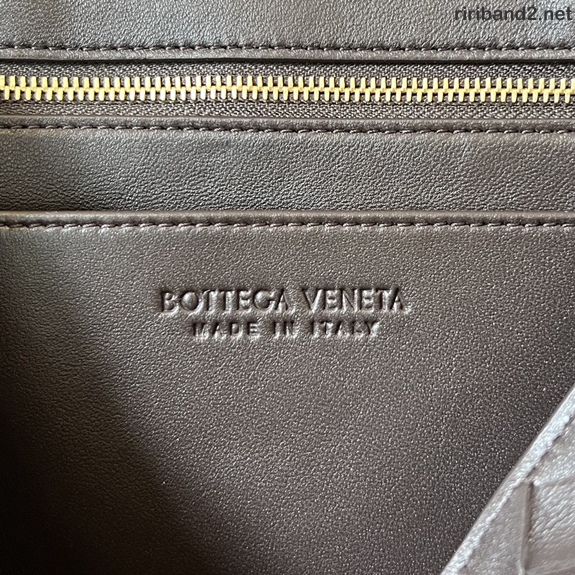 ririband2.net
BOTTEGA VENETA
MADE IN ITALY